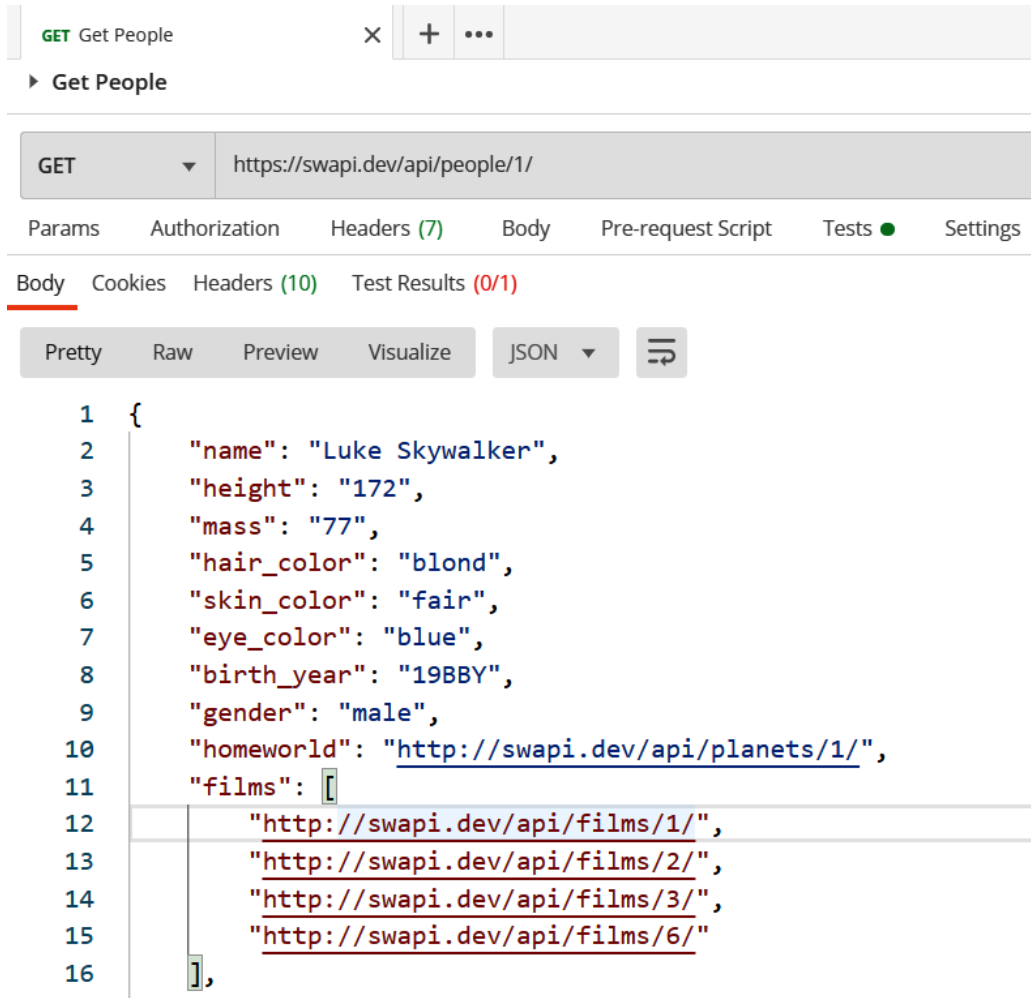 GET Get People
Get People
GET https://swapi.dev/api/people/1/
Params Authorization Headers (7) Body Pre-request Script Tests Settings
Body Cookies Headers (10) Test Results (0/1)
Pretty Raw Preview Visualize JSON
1 {
2 "name": "Luke Skywalker",
3 "height": "172",
4 "mass": "77",
5 "hair_color": "blond",
6 "skin_color": "fair",
7 "eye_color": "blue",
8 "birth_year": "19BBY",
9 "gender": "male",
10 "homeworld": "http://swapi.dev/api/planets/1/",
11 "films": [
12 "http://swapi.dev/api/films/1/",
13 "http://swapi.dev/api/films/2/",
14 "http://swapi.dev/api/films/3/",
15 "http://swapi.dev/api/films/6/"
16 ],